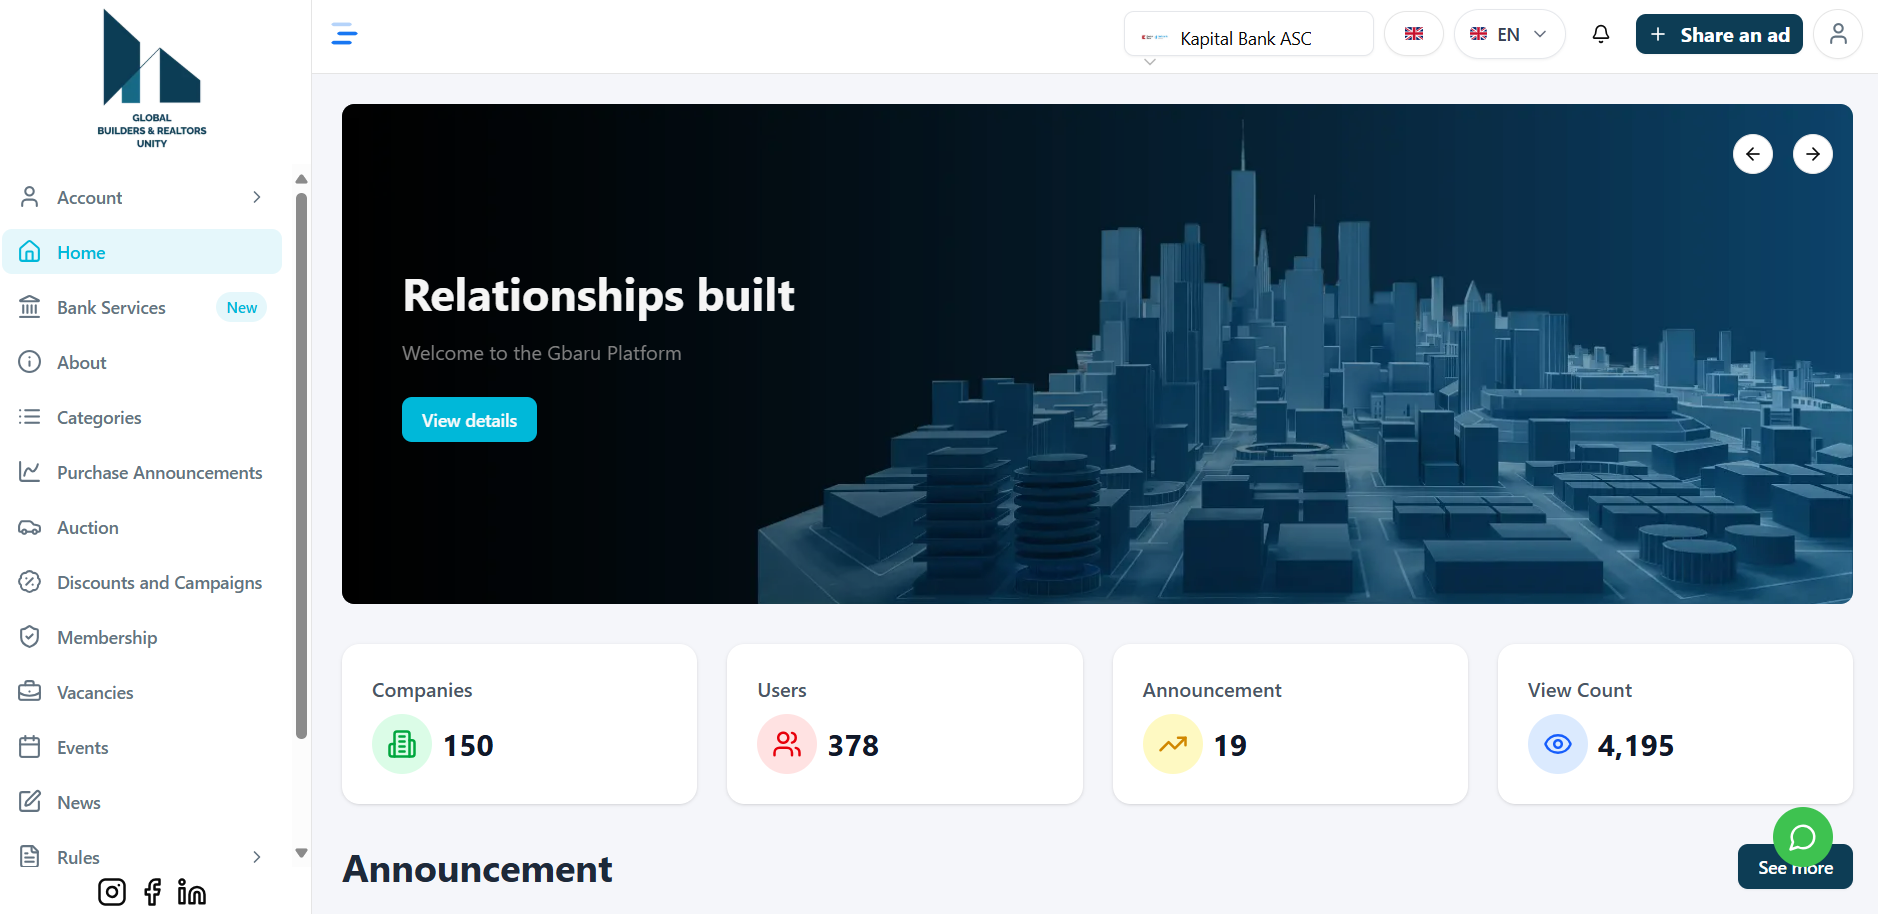 GLOBAL
BUILDERS & REALTORS
UNITY
Kapital Bank ASC
EN
+ Share an ad
Account
Home
Bank Services
New
About
Categories
Purchase Announcements
Auction
Discounts and Campaigns
Membership
Vacancies
Events
News
Rules
Relationships built
Welcome to the Gbaru Platform
View details
Companies
150
Users
378
Announcement
19
View Count
4,195
Announcement
See more